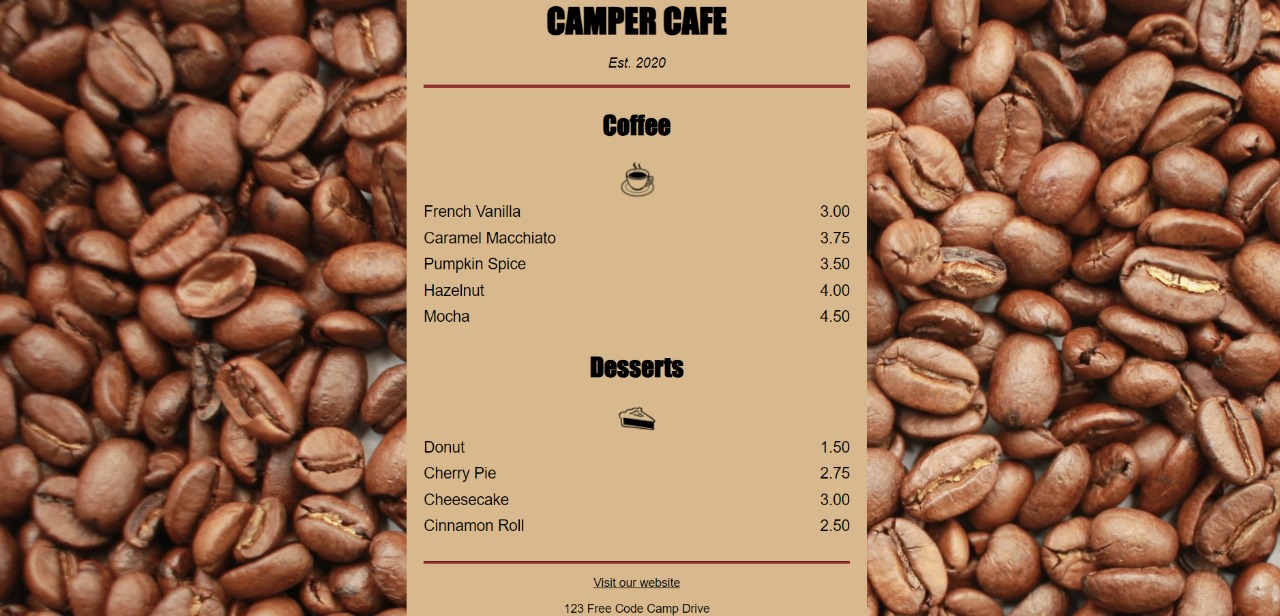 CAMPER CAFE
Est. 2020
Coffee
French Vanilla 3.00
Caramel Macchiato 3.75
Pumpkin Spice 3.50
Hazelnut 4.00
Mocha 4.50
Desserts
Donut 1.50
Cherry Pie 2.75
Cheesecake 3.00
Cinnamon Roll 2.50
Visit our website
123 Free Code Camp Drive